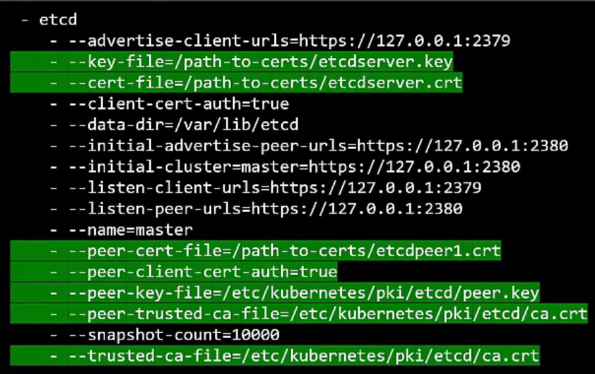 - etcd
- --advertise-client-urls=https://127.0.0.1:2379
- --key-file=/path-to-certs/etcdserver.key
- --cert-file=/path-to-certs/etcdserver.crt
- --client-cert-auth=true
- --data-dir=/var/lib/etcd
- --initial-advertise-peer-urls=https://127.0.0.1:2380
- --initial-cluster=master=https://127.0.0.1:2380
- --listen-client-urls=https://127.0.0.1:2379
- --listen-peer-urls=https://127.0.0.1:2380
- --name=master
- --peer-cert-file=/path-to-certs/etcdpeer1.crt
- --peer-client-cert-auth=true
- --peer-key-file=/etc/kubernetes/pki/etcd/peer.key
- --peer-trusted-ca-file=/etc/kubernetes/pki/etcd/ca.crt
- --snapshot-count=10000
- --trusted-ca-file=/etc/kubernetes/pki/etcd/ca.crt